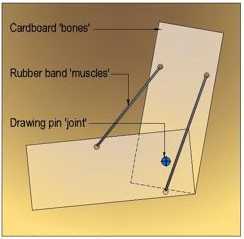 Cardboard 'bones'
Rubber band 'muscles'
Drawing pin 'joint'